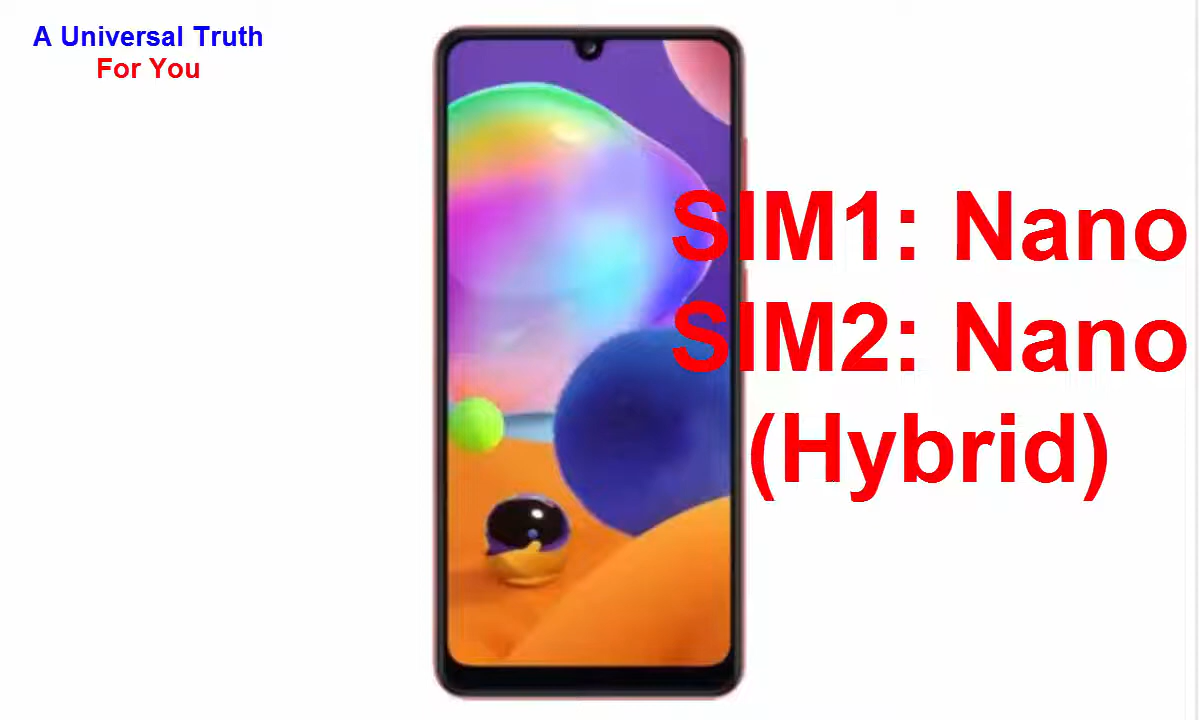 A Universal Truth
For You
SIM1: Nano
SIM2: Nano
(Hybrid)